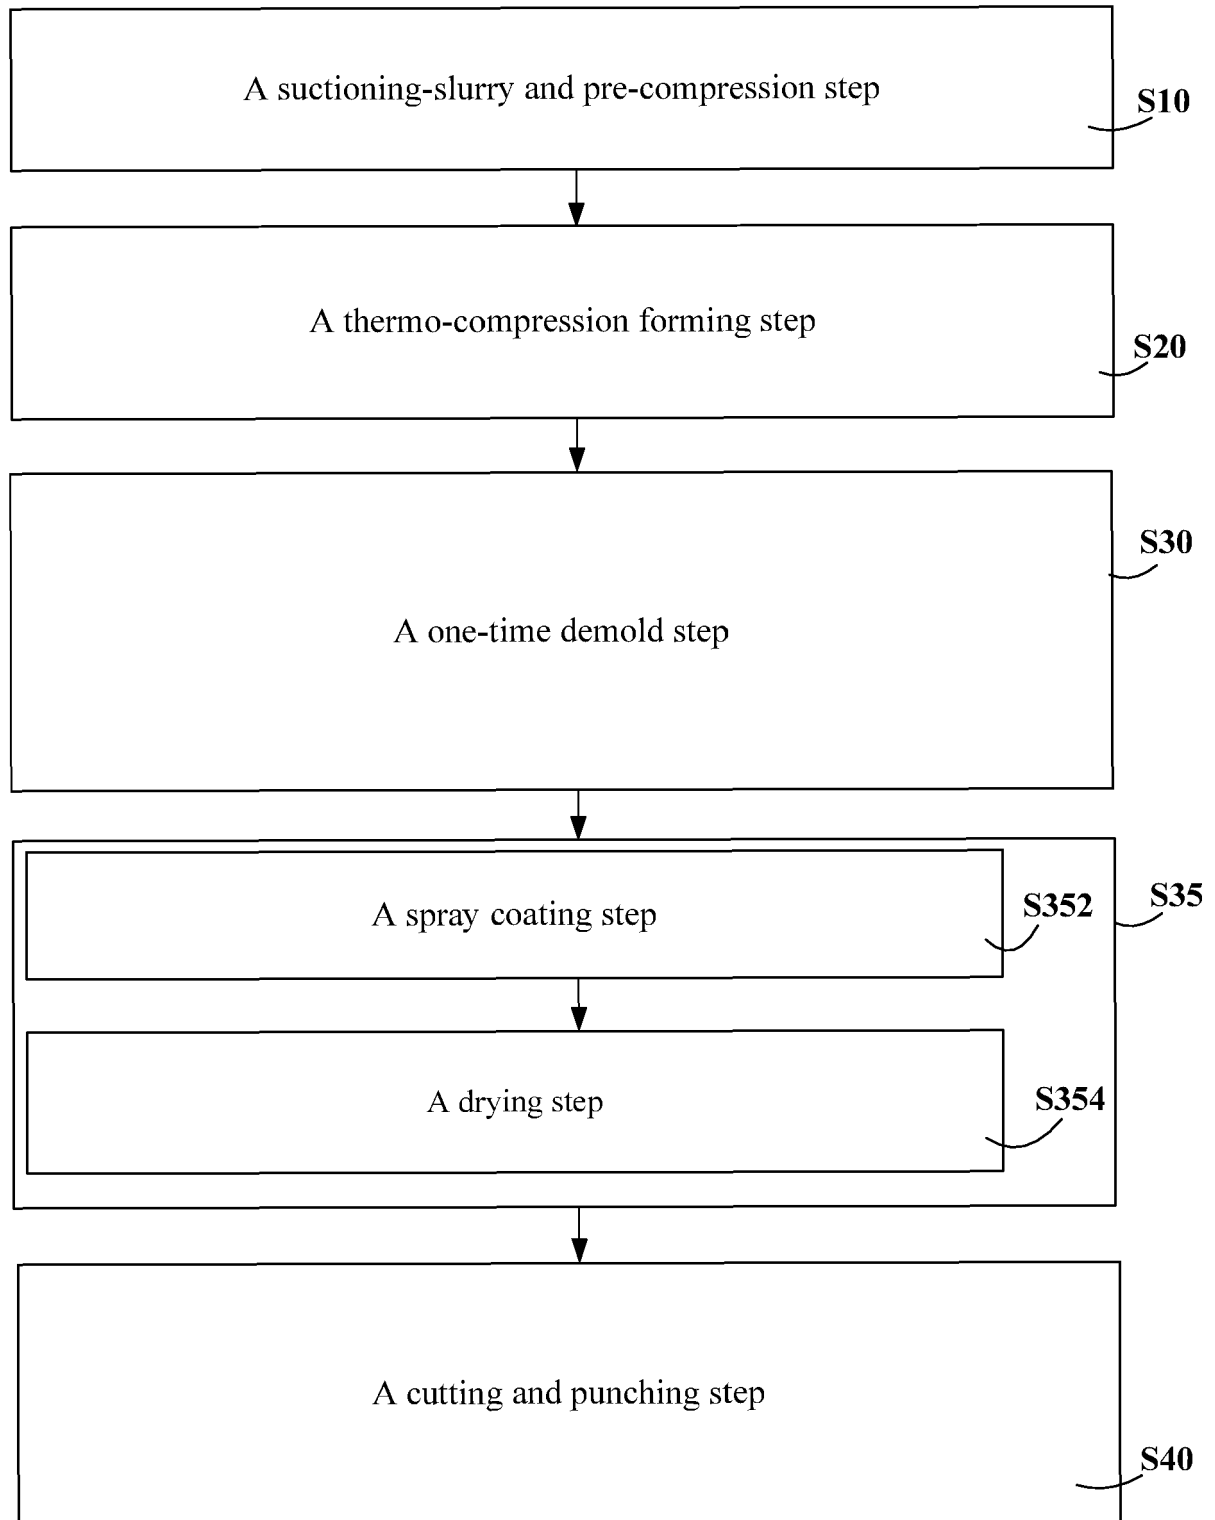 A suctioning-slurry and pre-compression step
S10
A thermo-compression forming step
S20
S30
A one-time demold step
S35
A spray coating step
S352
A drying step
S354
A cutting and punching step
S40